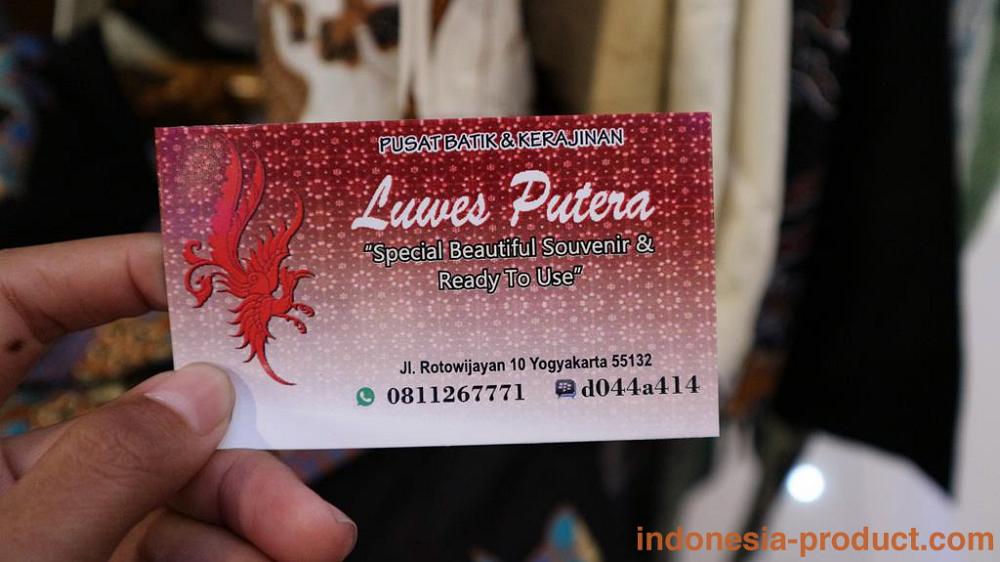 PUSAT BATIK & KERAJINAN
Luwes Putera
"Special Beautiful Souvenir &
Ready To Use"
Jl. Rotowijayan 10 Yogyakarta 55132
0811267771 d044a414
indonesia-product.com